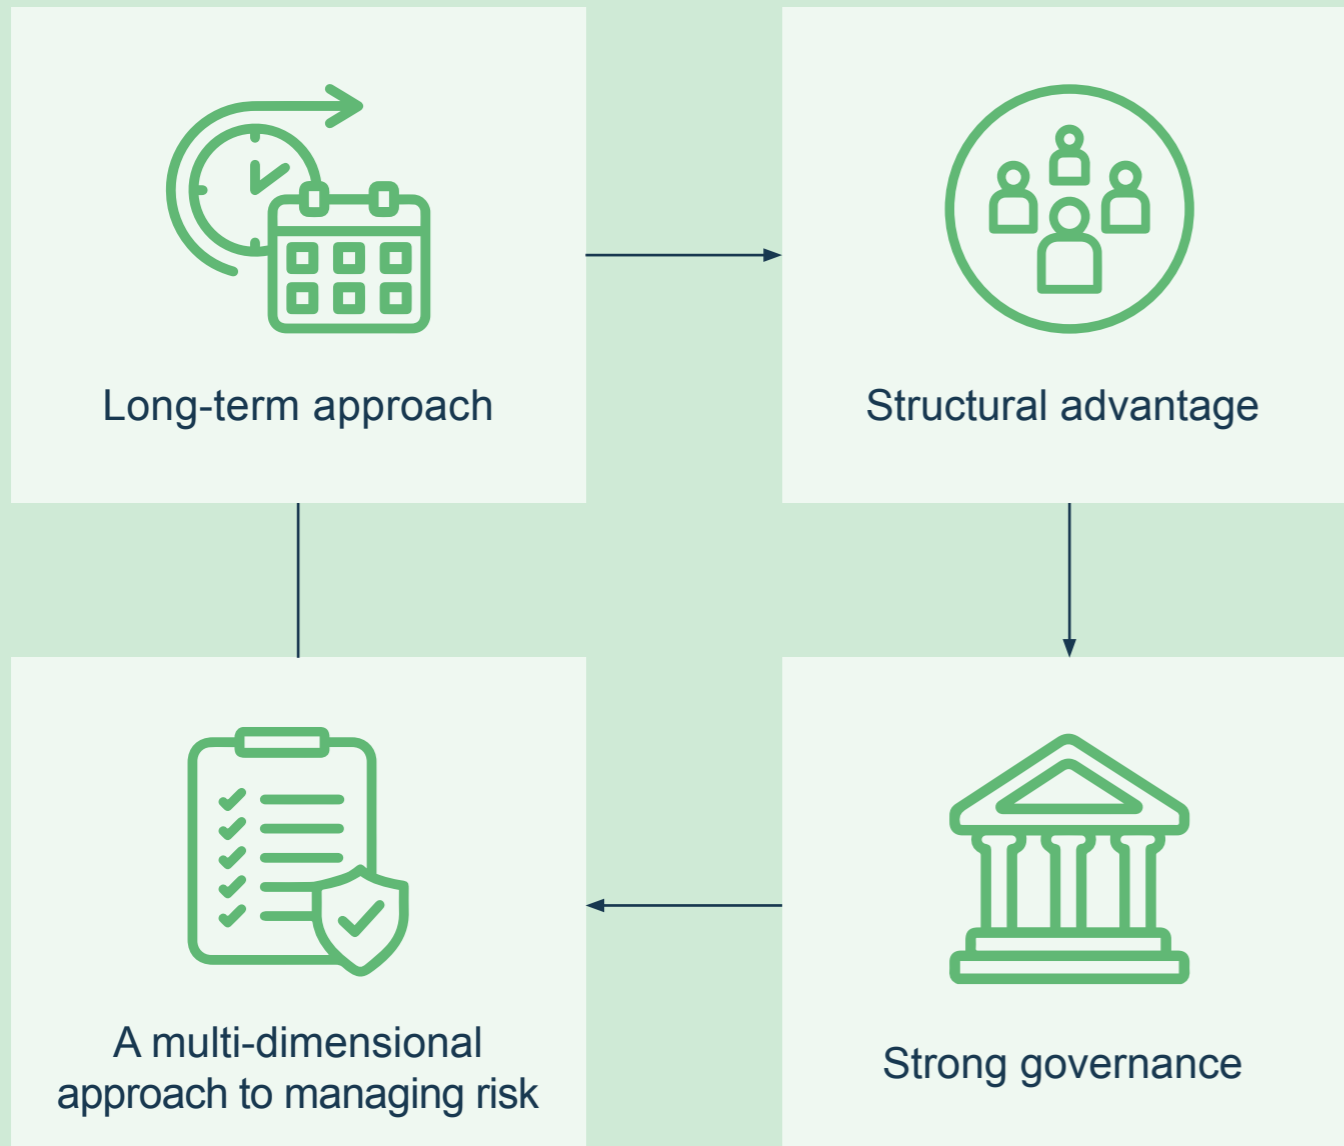 Long-term approach
Structural advantage
A multi-dimensional
approach to managing risk
Strong governance